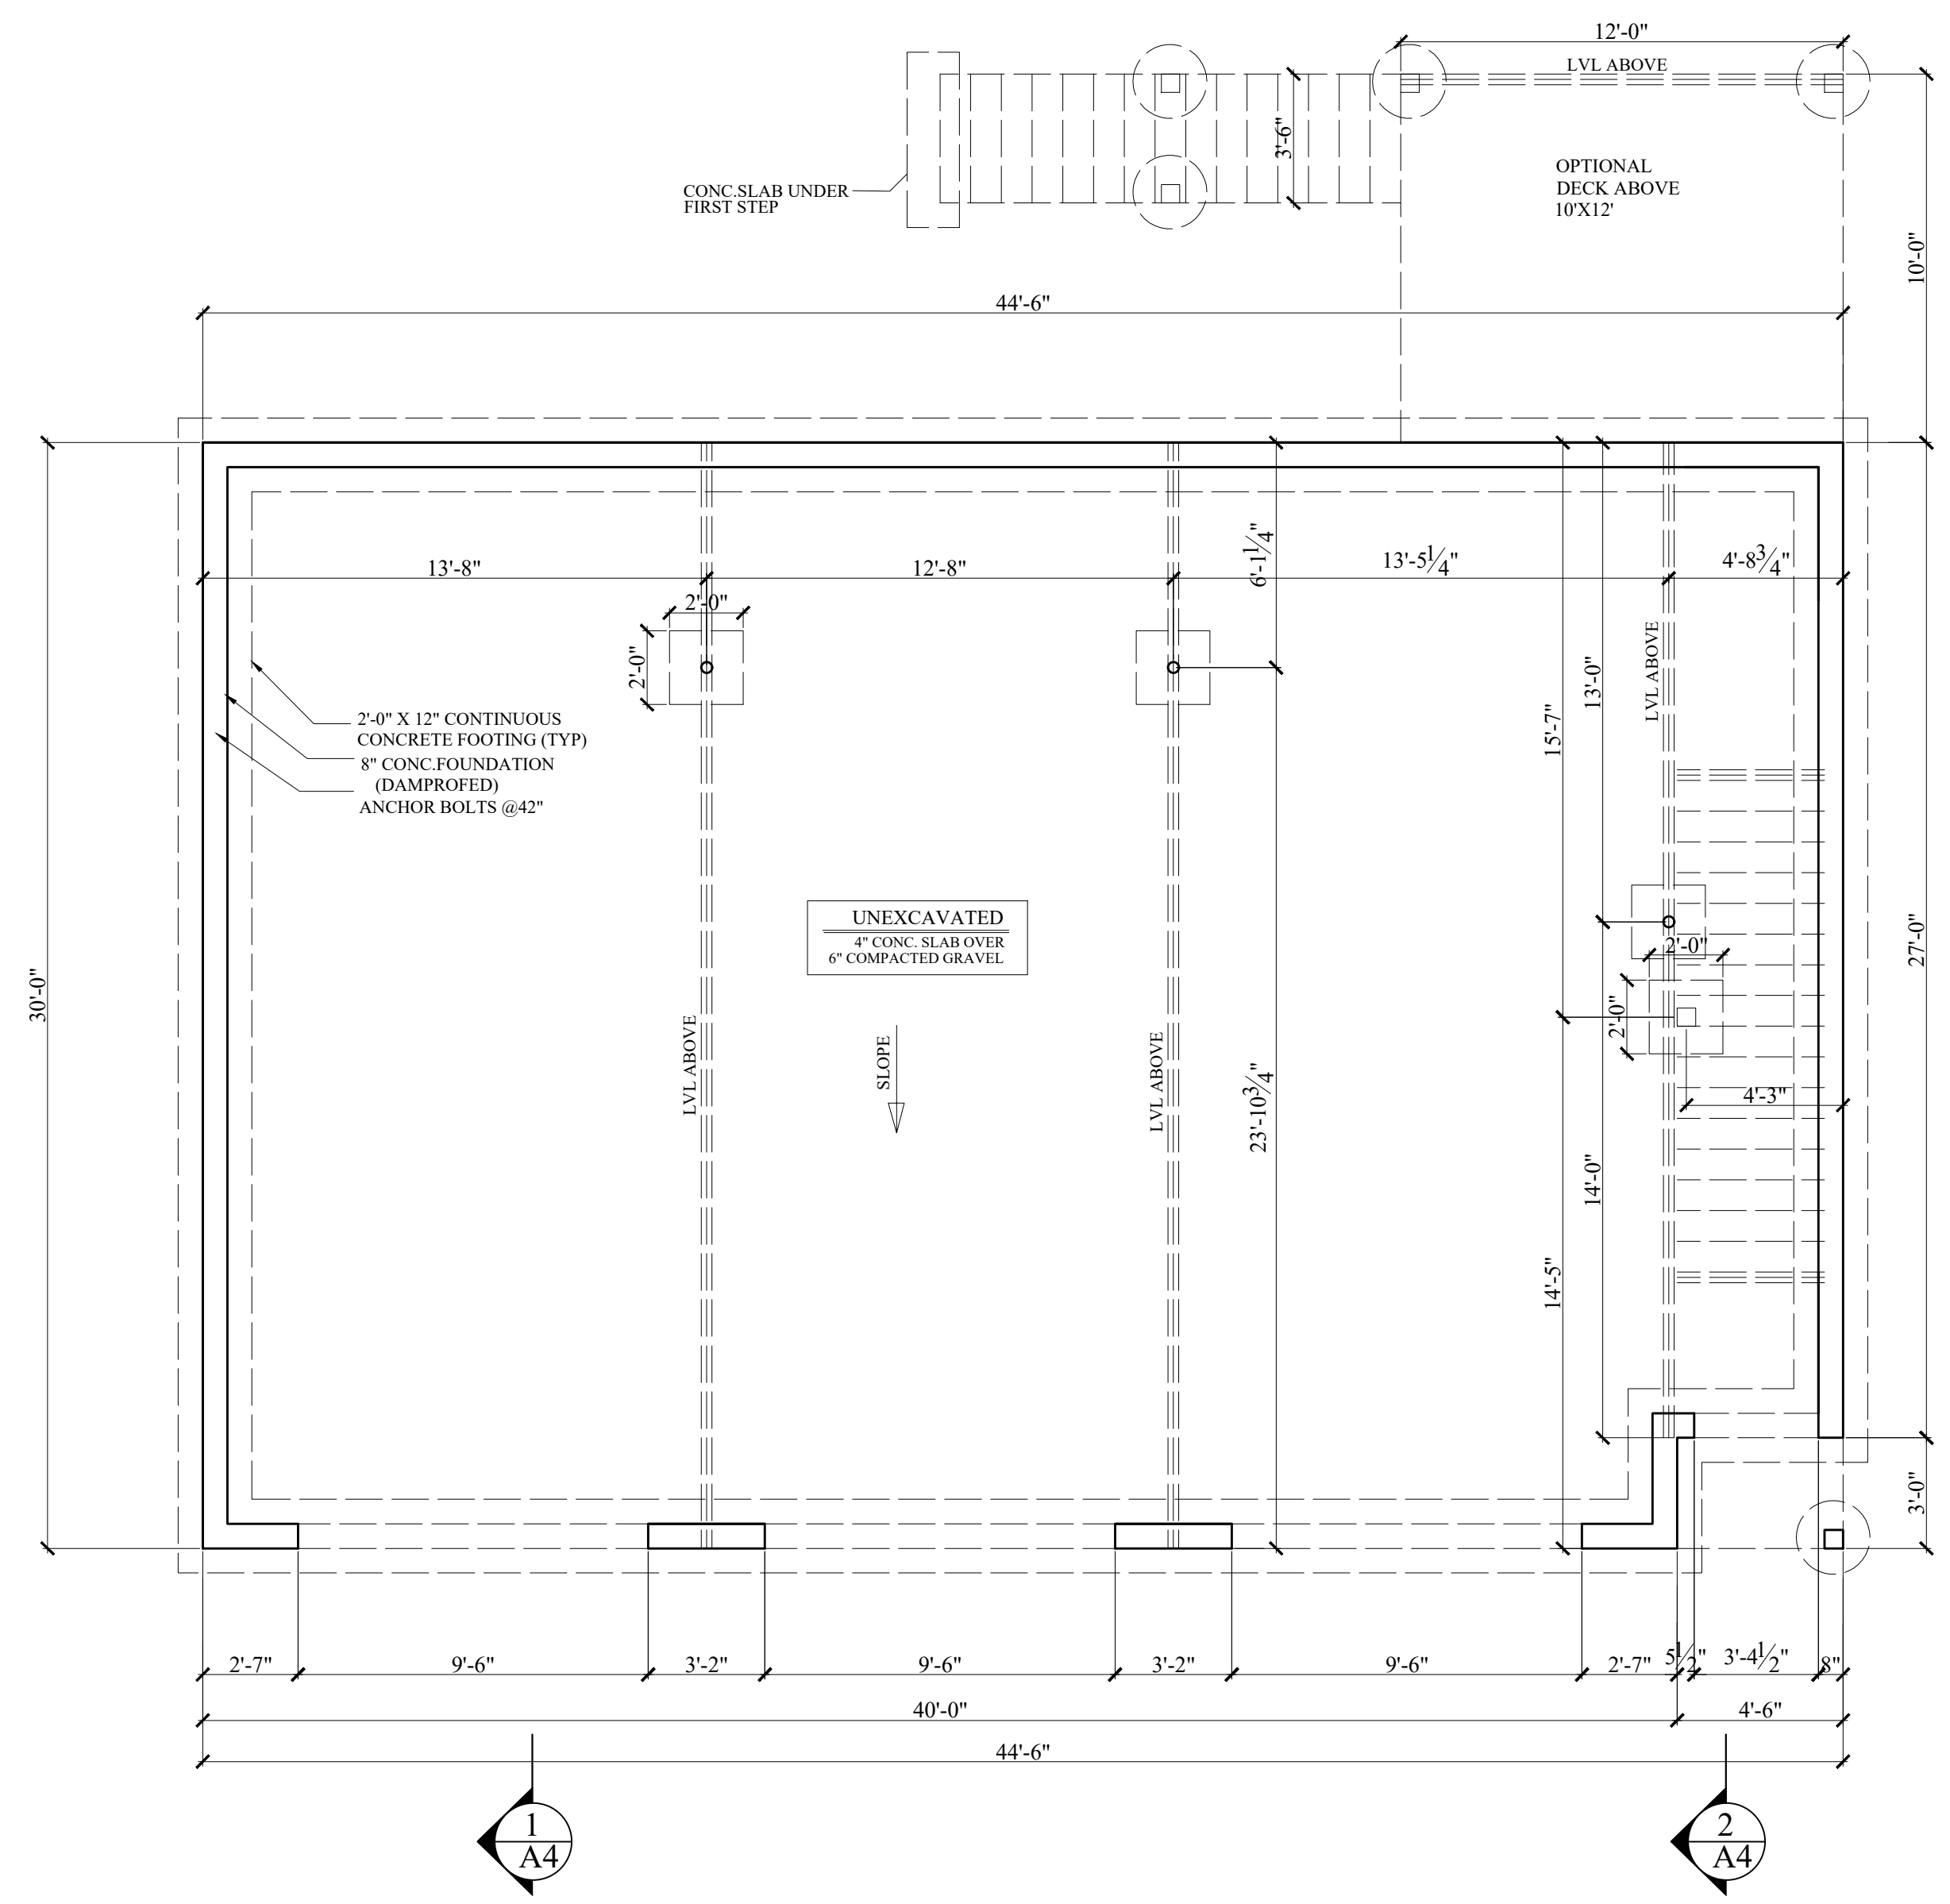 12'-0"
LVL ABOVE
3'-6"
CONC.SLAB UNDER
FIRST STEP
OPTIONAL
DECK ABOVE
10'X12'
10'-0"
44'-6"
6'-1 1/4"
13'-8"
12'-8"
13'-5 1/4"
4'-8 3/4"
2'-0"
2'-0"
LVL ABOVE
13'-0"
15'-7"
2'-0" X 12" CONTINUOUS
CONCRETE FOOTING (TYP)
8" CONC.FOUNDATION
(DAMPROFED)
ANCHOR BOLTS @42"
UNEXCAVATED
4" CONC. SLAB OVER
6" COMPACTED GRAVEL
30'-0"
27'-0"
2'-0"
2'-0"
LVL ABOVE
SLOPE
LVL ABOVE
23'-10 3/4"
4'-3"
14'-0"
14'-5"
3'-0"
2'-7"
9'-6"
3'-2"
9'-6"
3'-2"
9'-6"
2'-7"
5 1/2"
3'-4 1/2"
8"
40'-0"
4'-6"
44'-6"
1
A4
2
A4